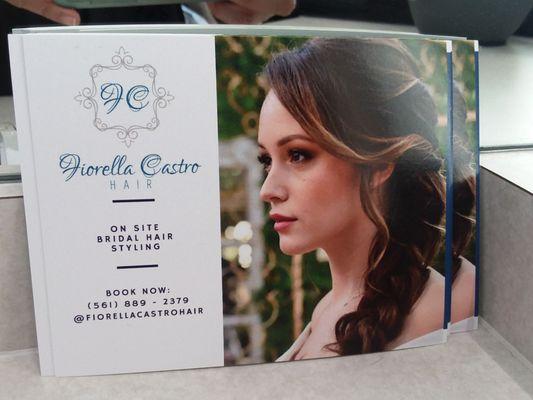 FC
Fiorella Castro
HAIR
ON SITE
BRIDAL HAIR
STYLING
BOOK NOW:
(561) 889 - 2379
@FIORELLACASTROHAIR